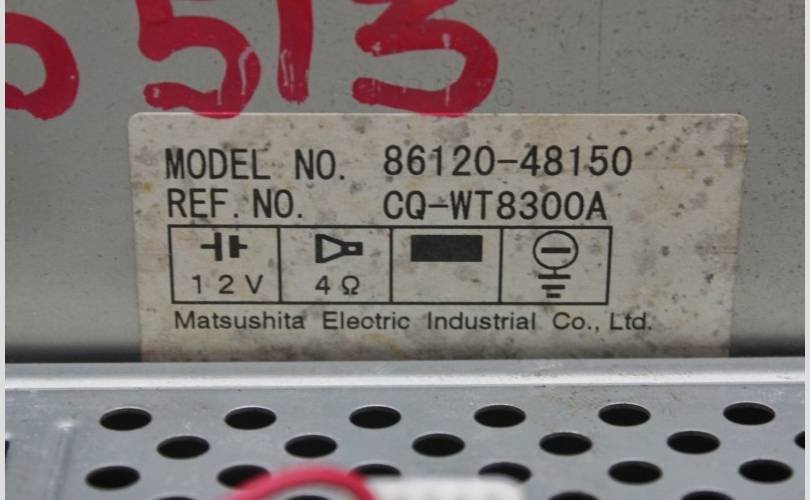 513
MODEL NO. 86120-48150
REF. NO. CQ-WT8300A
12V 4Ω
Matsushita Electric Industrial Co., Ltd.